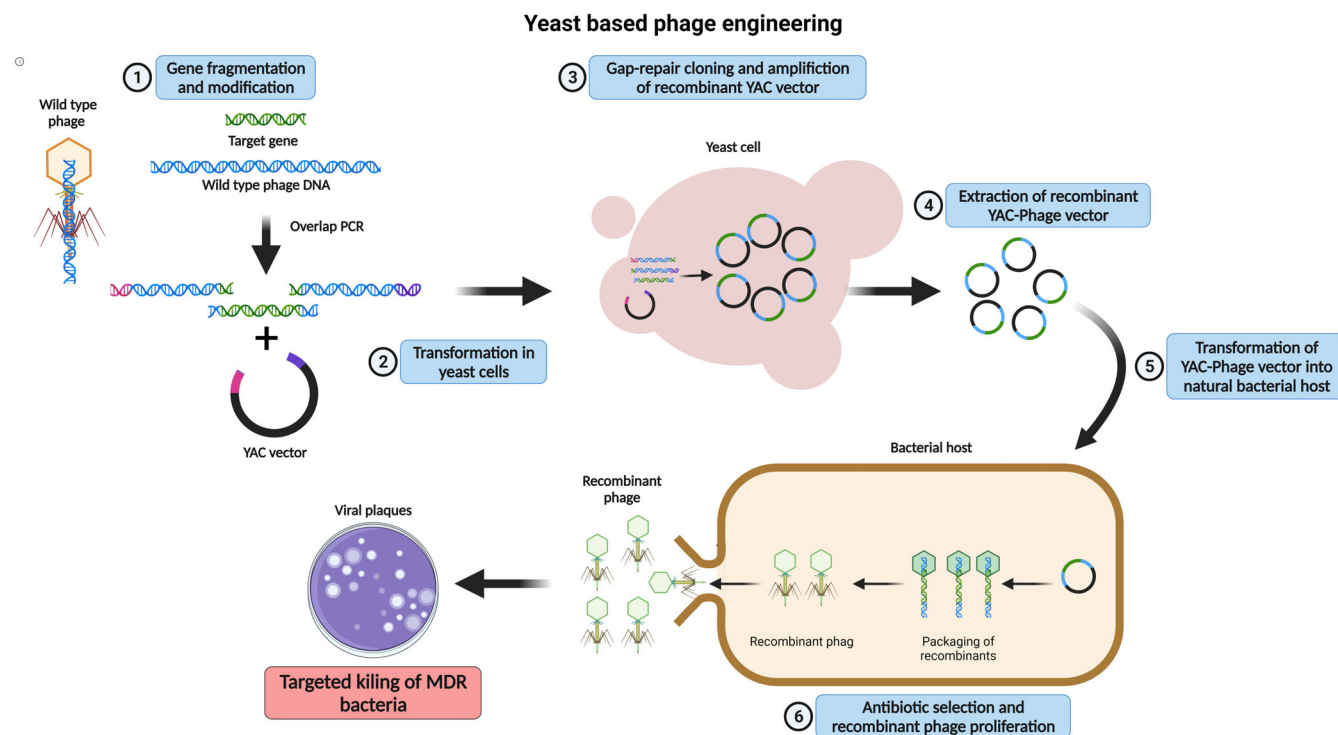 Yeast based phage engineering
1
Gene fragmentation
and modification
Wild type
phage
Target gene
Wild type phage DNA
Overlap PCR
YAC vector
2
Transformation in
yeast cells
3
Gap-repair cloning and amplifiction
of recombinant YAC vector
Yeast cell
4
Extraction of recombinant
YAC-Phage vector
5
Transformation of
YAC-Phage vector into
natural bacterial host
Bacterial host
Packaging of
recombinants
Recombinant phag
6
Antibiotic selection and
recombinant phage proliferation
Recombinant
phage
Viral plaques
Targeted kiling of MDR
bacteria